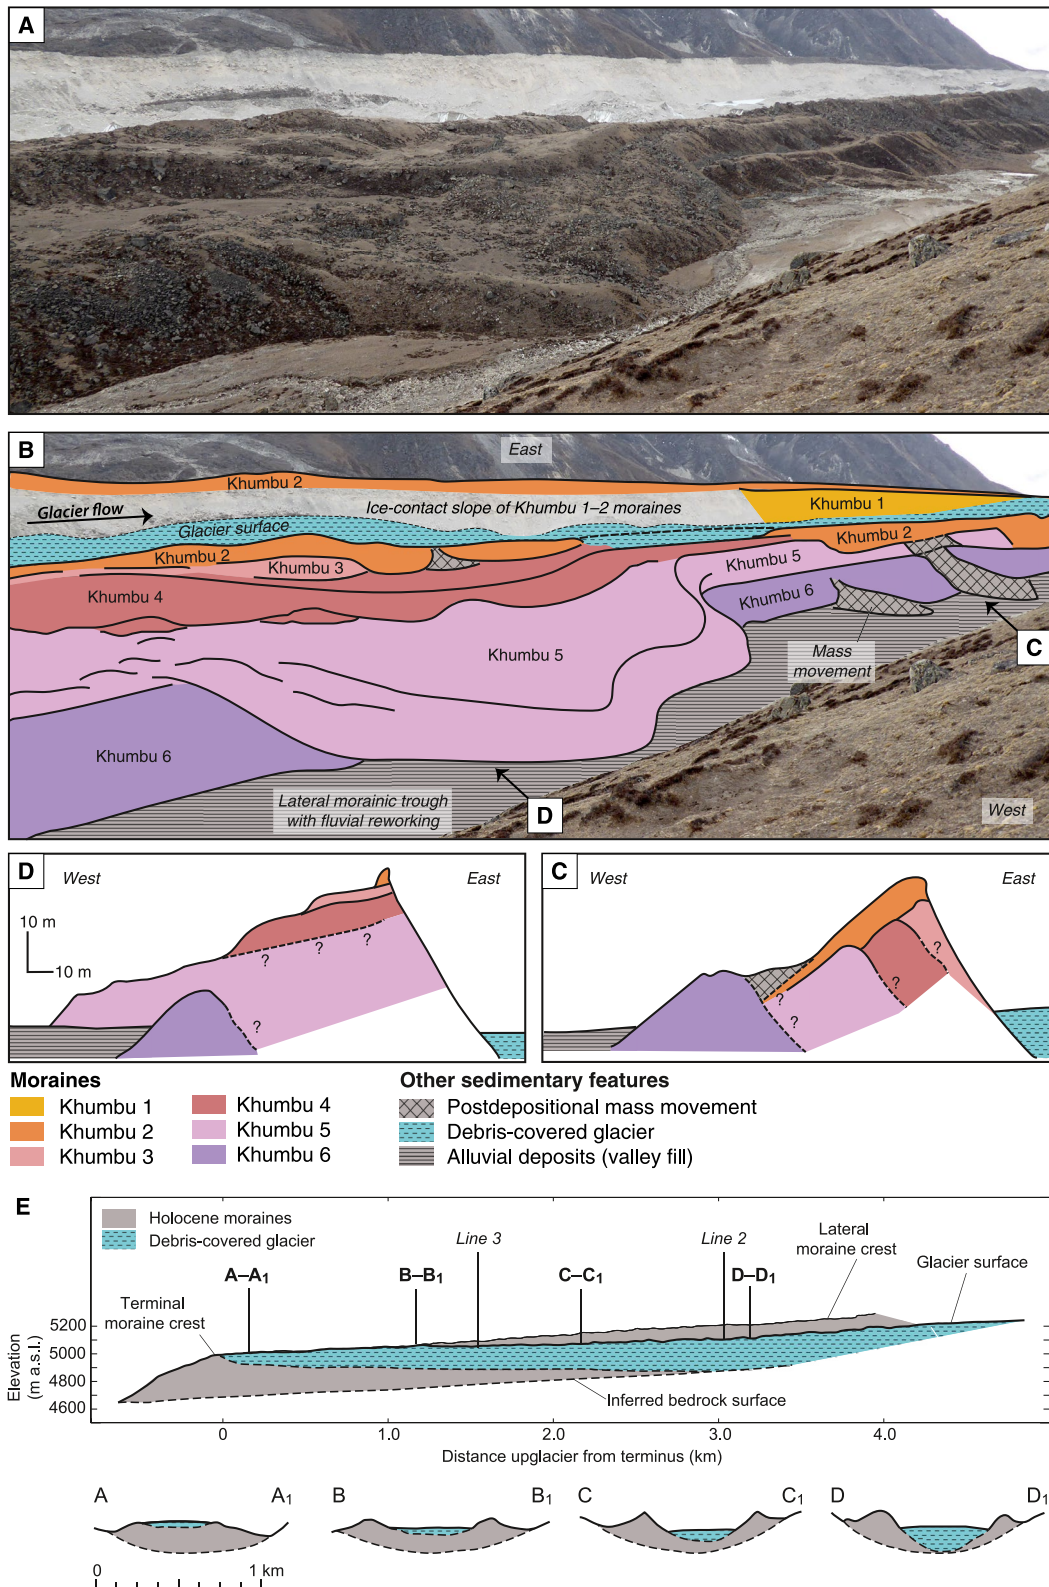 A
B
East
Khumbu 2
Glacier flow
Ice-contact slope of Khumbu 1–2 moraines
Khumbu 1
Glacier surface
Khumbu 2
Khumbu 2
Khumbu 3
Khumbu 5
Khumbu 4
Khumbu 6
Khumbu 5
Mass
movement
C
Khumbu 6
Lateral morainic trough
with fluvial reworking
D
West
D
West
East
10 m
10 m
?
?
?
?
C
West
East
?
?
?
?
Moraines
Khumbu 1
Khumbu 2
Khumbu 3
Khumbu 4
Khumbu 5
Khumbu 6
Other sedimentary features
Postdepositional mass movement
Debris-covered glacier
Alluvial deposits (valley fill)
E
Holocene moraines
Debris-covered glacier
Line 3
Line 2
Lateral
moraine crest
Glacier surface
A–A1
B–B1
C–C1
D–D1
Terminal
moraine crest
Elevation
(m a.s.l.)
5200
5000
4800
4600
Inferred bedrock surface
0
1.0
2.0
3.0
4.0
Distance upglacier from terminus (km)
A
A1
B
B1
C
C1
D
D1
0
1 km